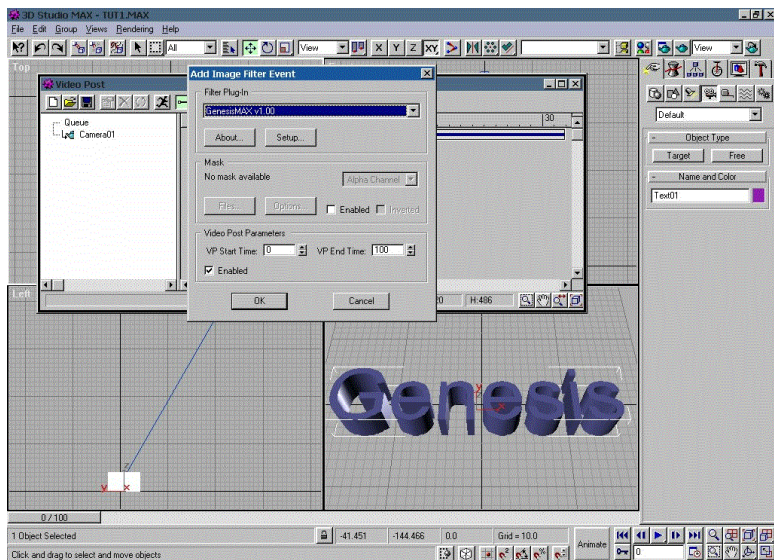 3D Studio MAX - TUT1.MAX
File Edit Group Views Rendering Help
All View X Y Z XY View
Top
Video Post
Queue
Camera01
30
H:486
Add Image Filter Event
Filter Plug-In
GenesisMAX v1.00
About... Setup...
Mask
No mask available Alpha Channel
Files... Options... Enabled Inverted
Video Post Parameters
VP Start Time: 0 VP End Time: 100
Enabled
OK Cancel
Default
Object Type
Target Free
Name and Color
Text01
Left
Genesis
z
y x
y
x
0 / 100
1 Object Selected -41.451 -144.466 0.0 Grid = 10.0
Animate
Click and drag to select and move objects
0